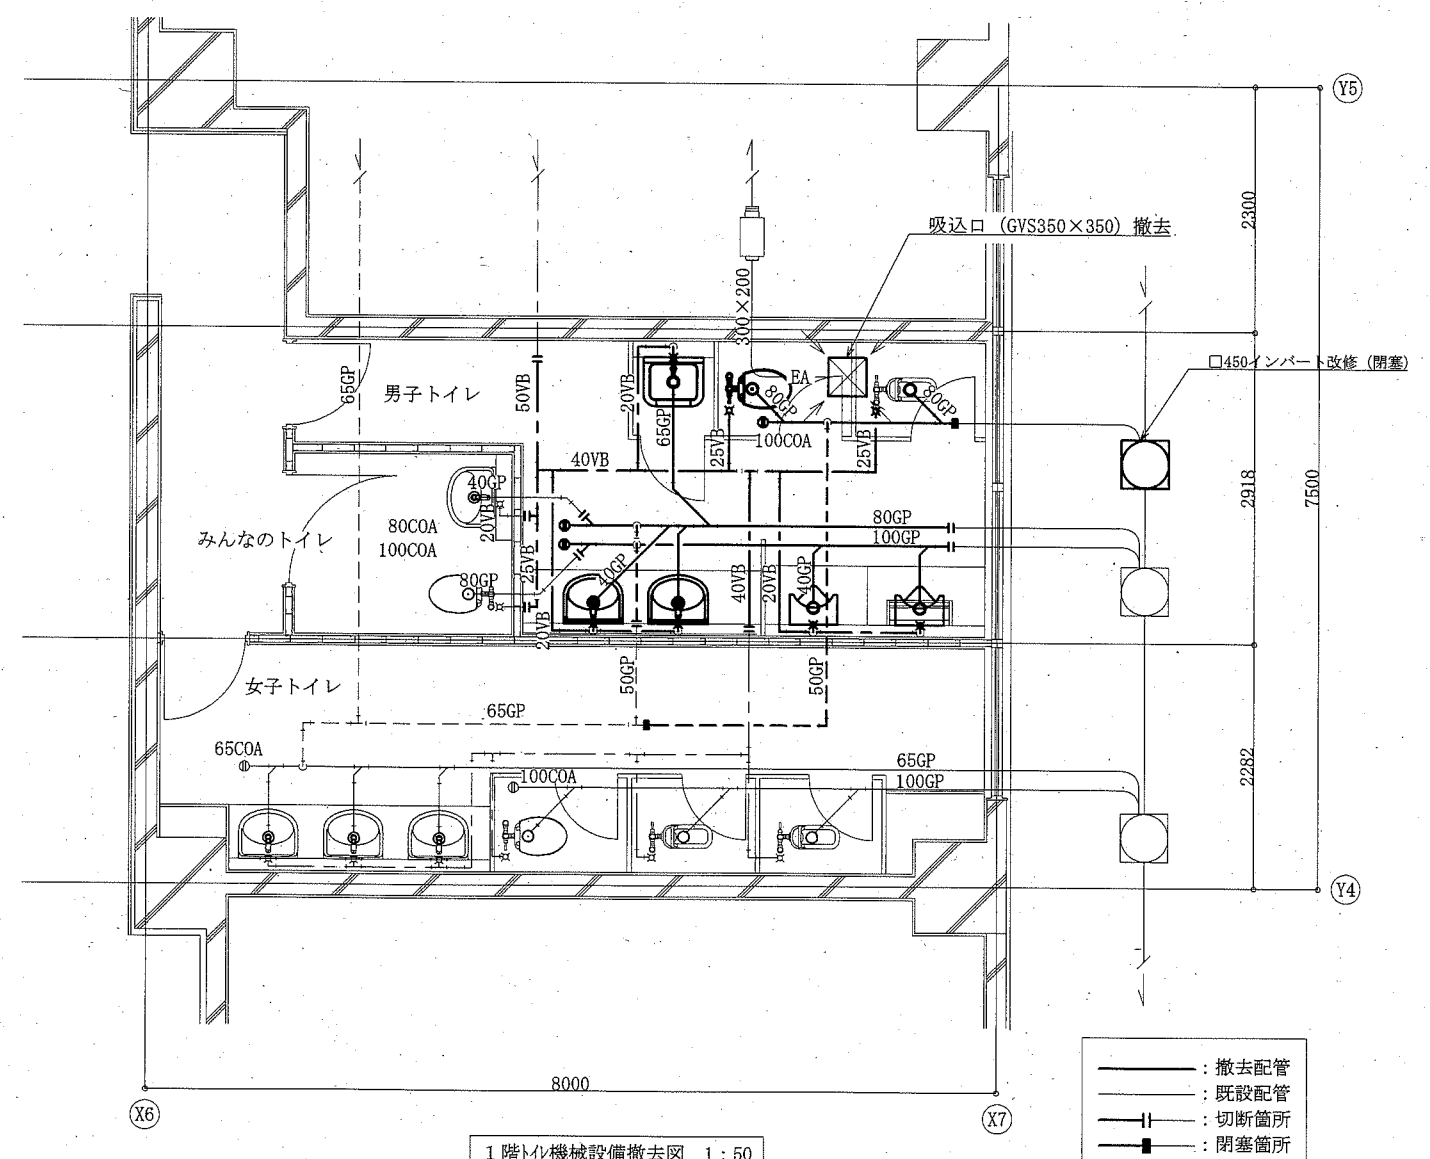 Y5
2300
吸込口（GVS350×350）撤去
300×200
□450インバート改修（閉塞）
65GP
男子トイレ
50VB
20VB
65GP
EA
80GP
80GP
100COA
25VB
25VB
40VB
2918
7500
40GP
20VB
みんなのトイレ
80COA
100COA
80GP
100GP
25VB
40GP
40VB
20VB
40GP
80GP
20VB
50GP
50GP
女子トイレ
65GP
65COA
65GP
2282
100COA
100GP
Y4
8000
X6
X7
：撤去配管
：既設配管
：切断箇所
：閉塞箇所
1階ﾄｲﾚ機械設備撤去図　1：50